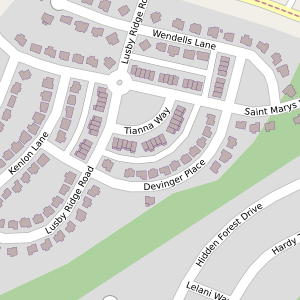 Lusby Ridge Ro
Wendells Lane
Saint Marys
Tianna Way
Kenlon Lane
Devinger Place
Lusby Ridge Road
Hidden Forest Drive
Hardy
Lelani Wa